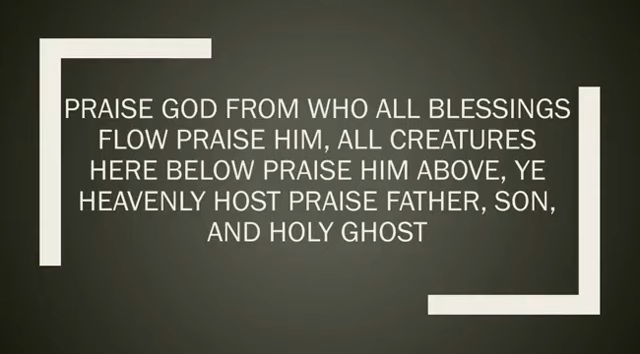 PRAISE GOD FROM WHO ALL BLESSINGS
FLOW PRAISE HIM, ALL CREATURES
HERE BELOW PRAISE HIM ABOVE, YE
HEAVENLY HOST PRAISE FATHER, SON,
AND HOLY GHOST